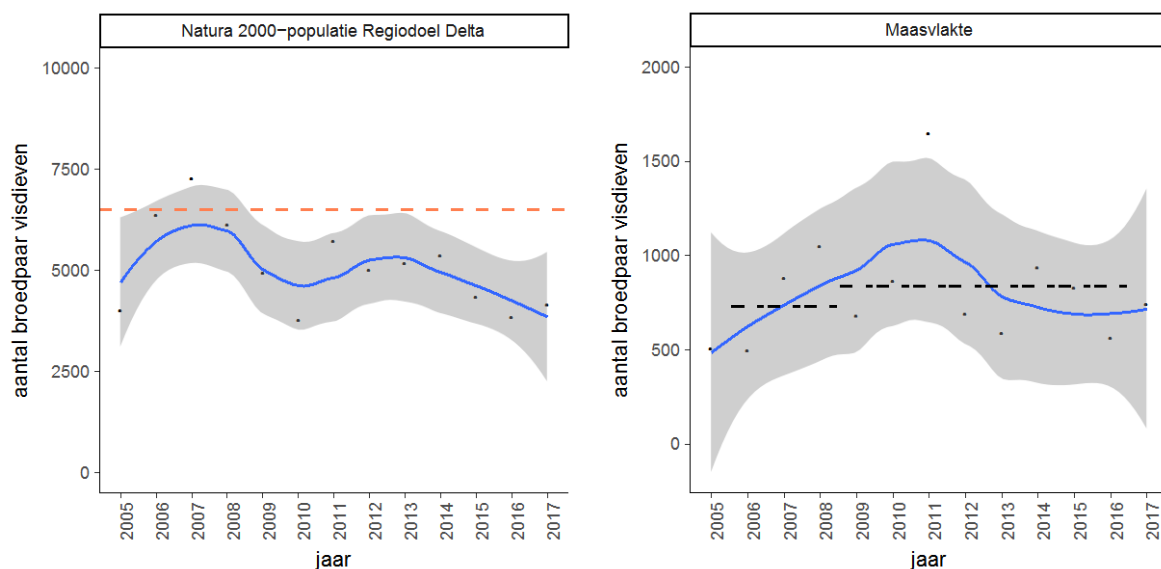 Natura 2000−populatie Regiodoel Delta
aantal broedpaar visdieven
10000
7500
5000
2500
0
2005 2006 2007 2008 2009 2010 2011 2012 2013 2014 2015 2016 2017
jaar
Maasvlakte
aantal broedpaar visdieven
2000
1500
1000
500
0
2005 2006 2007 2008 2009 2010 2011 2012 2013 2014 2015 2016 2017
jaar